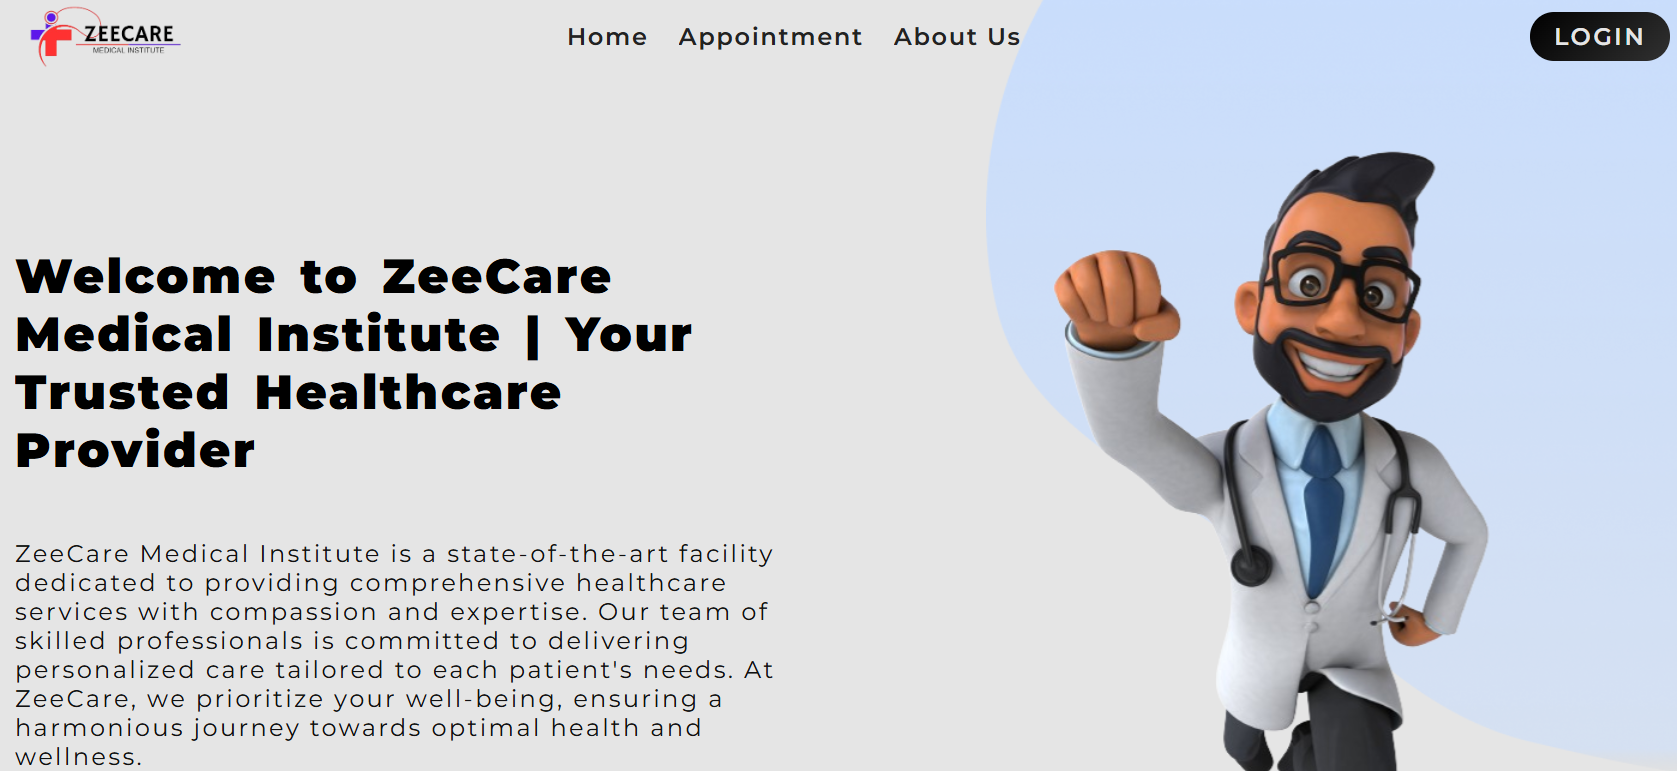 ZEECARE
MEDICAL INSTITUTE
Home Appointment About Us
LOGIN
Welcome to ZeeCare
Medical Institute | Your
Trusted Healthcare
Provider
ZeeCare Medical Institute is a state-of-the-art facility
dedicated to providing comprehensive healthcare
services with compassion and expertise. Our team of
skilled professionals is committed to delivering
personalized care tailored to each patient's needs. At
ZeeCare, we prioritize your well-being, ensuring a
harmonious journey towards optimal health and
wellness.